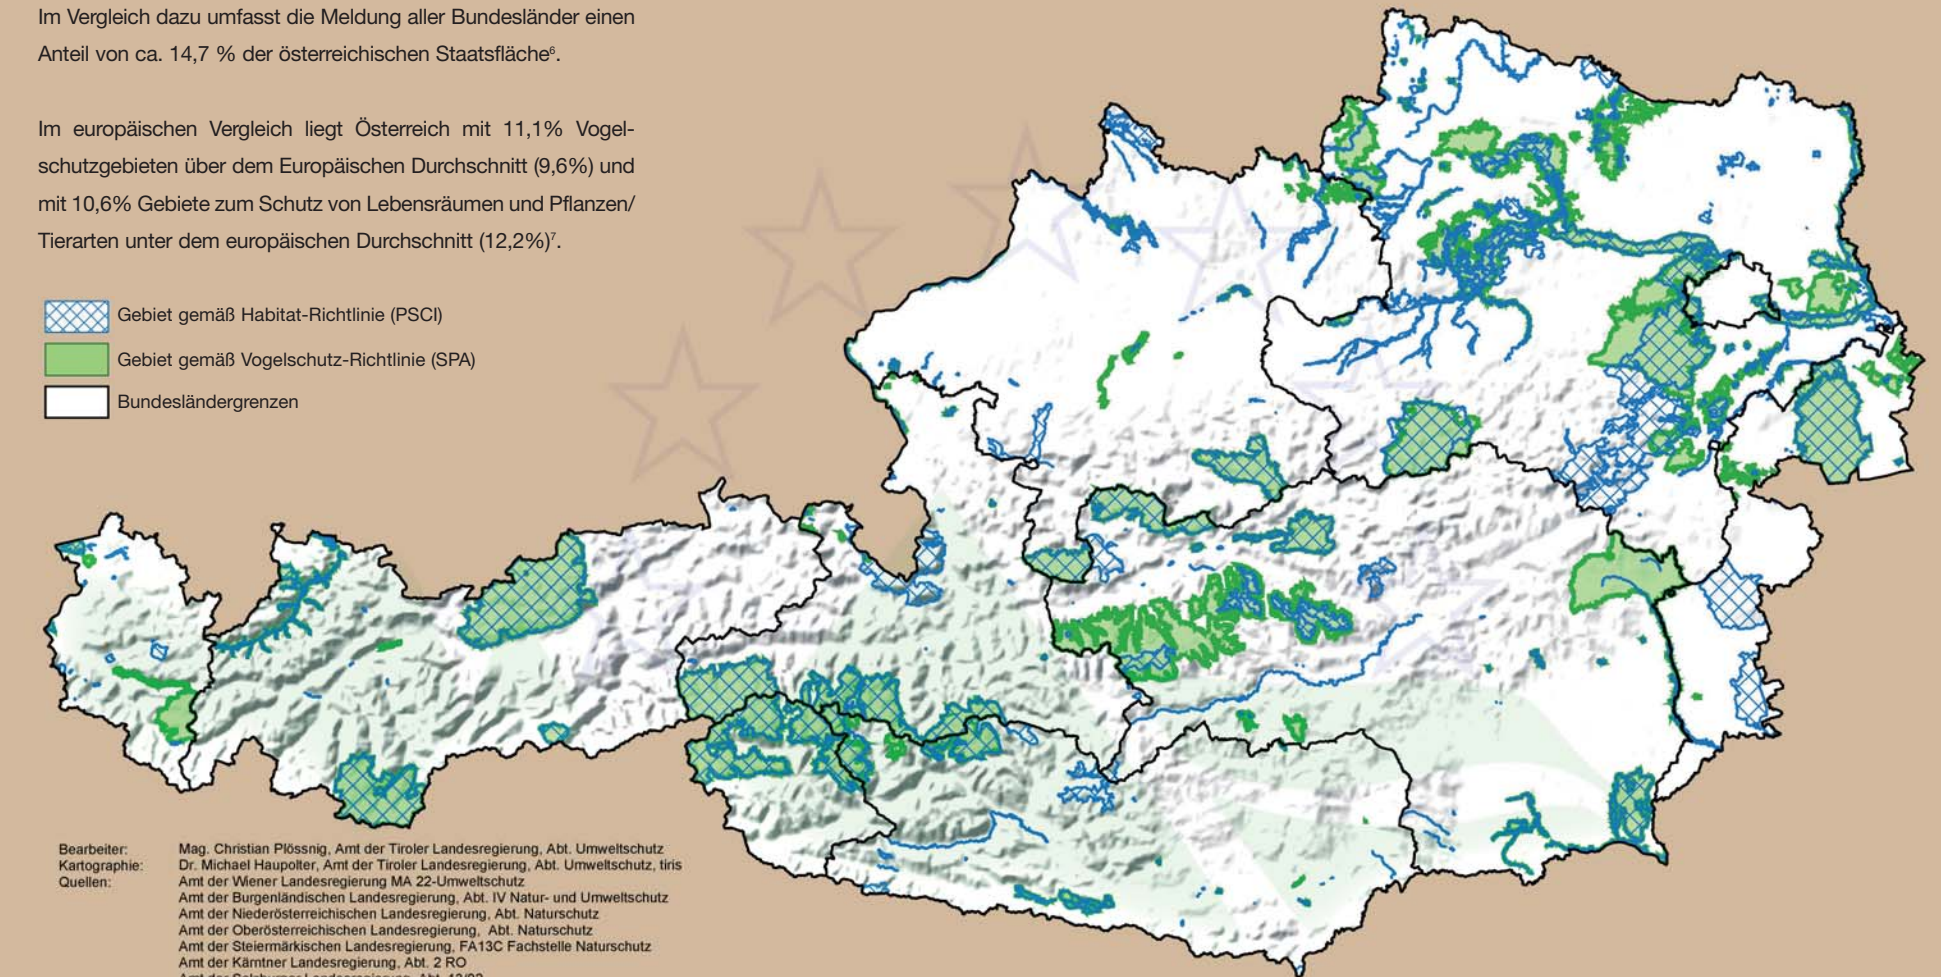 Im Vergleich dazu umfasst die Meldung aller Bundesländer einen
Anteil von ca. 14,7 % der österreichischen Staatsfläche⁶.
Im europäischen Vergleich liegt Österreich mit 11,1% Vogel-
schutzgebieten über dem Europäischen Durchschnitt (9,6%) und
mit 10,6% Gebiete zum Schutz von Lebensräumen und Pflanzen/
Tierarten unter dem europäischen Durchschnitt (12,2%)⁷.
Gebiet gemäß Habitat-Richtlinie (PSCI)
Gebiet gemäß Vogelschutz-Richtlinie (SPA)
Bundesländergrenzen
Bearbeiter: Mag. Christian Plössnig, Amt der Tiroler Landesregierung, Abt. Umweltschutz
Kartographie: Dr. Michael Haupolter, Amt der Tiroler Landesregierung, Abt. Umweltschutz, tiris
Quellen: Amt der Wiener Landesregierung MA 22-Umweltschutz
Amt der Burgenländischen Landesregierung, Abt. IV Natur- und Umweltschutz
Amt der Niederösterreichischen Landesregierung, Abt. Naturschutz
Amt der Oberösterreichischen Landesregierung, Abt. Naturschutz
Amt der Steiermärkischen Landesregierung, FA13C Fachstelle Naturschutz
Amt der Kärntner Landesregierung, Abt. 2 RO